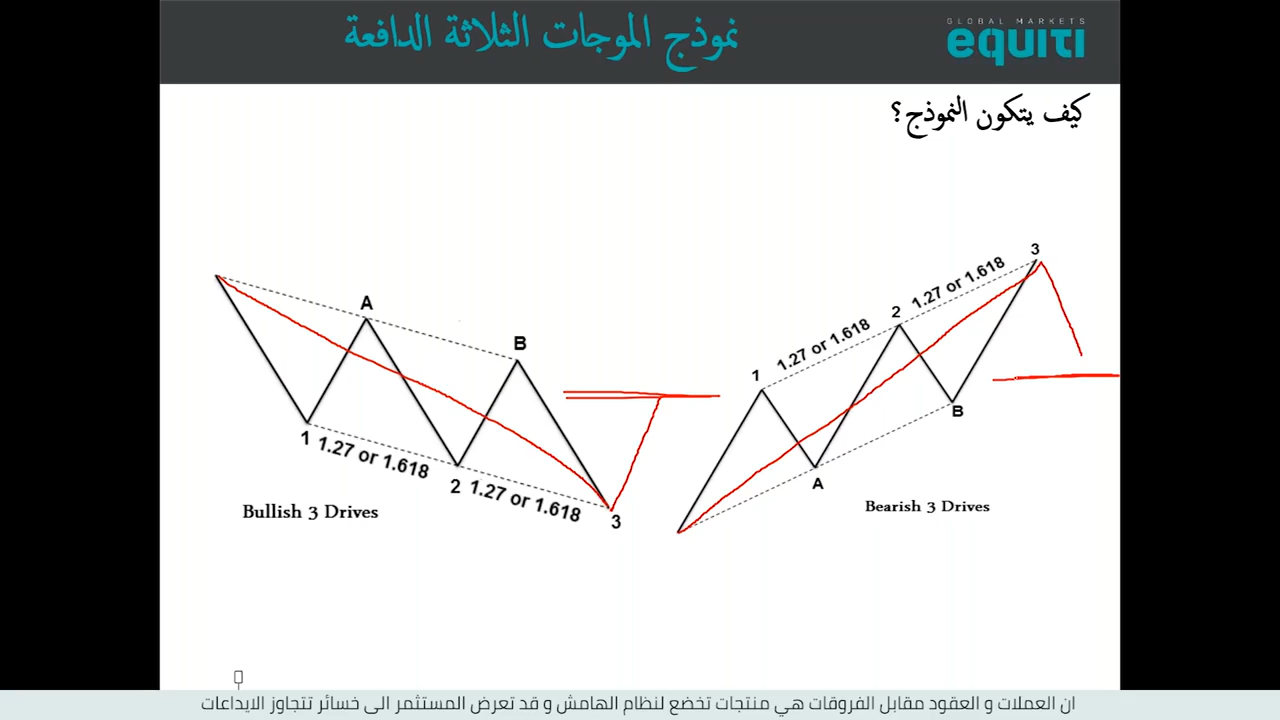 نموذج الموجات الثلاثة الدافعة
GLOBAL MARKETS
equiti
كيف يتكون النموذج؟
A
B
1
1.27 or 1.618
2
1.27 or 1.618
3
Bullish 3 Drives
3
1.27 or 1.618
2
1.27 or 1.618
1
B
A
Bearish 3 Drives
ان العملات و العقود مقابل الفروقات هي منتجات تخضع لنظام الهامش و قد تعرض المستثمر الى خسائر تتجاوز الايداعات